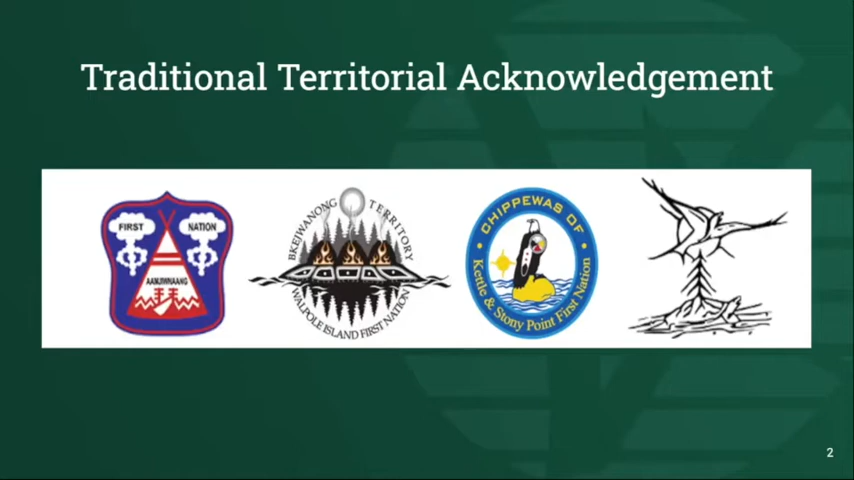 Traditional Territorial Acknowledgement
FIRST NATION
AAMJIWNAANG
BKEJWANONG TERRITORY
WALPOLE ISLAND FIRST NATION
CHIPPEWAS OF
Kettle & Stony Point First Nation
2